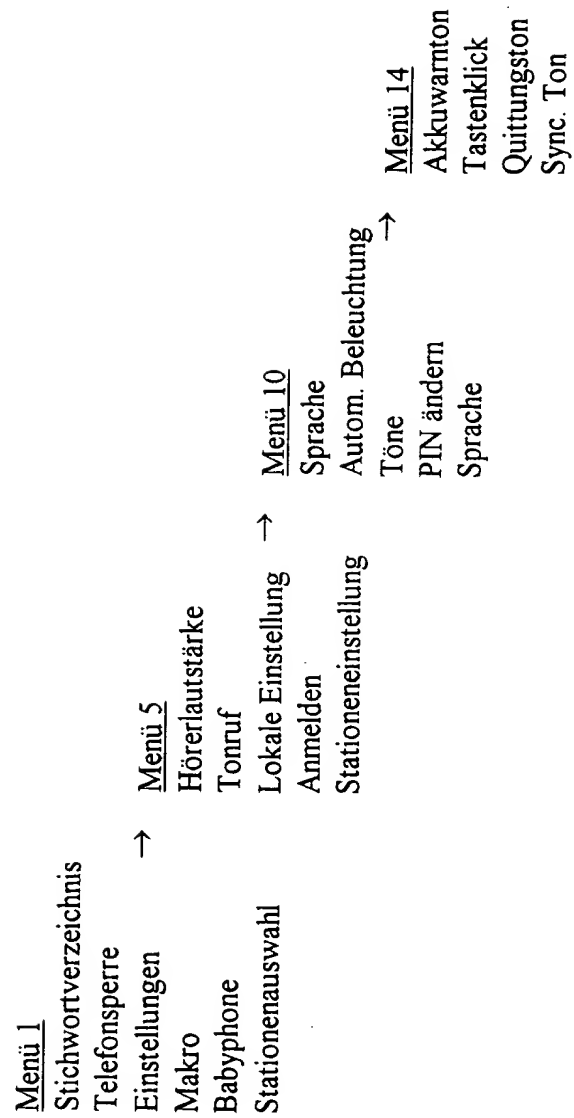 Menü 1
Stichwortverzeichnis
Telefonsperre
Einstellungen →
Makro
Babyphone
Stationenauswahl
Menü 5
Hörerlautstärke
Tonruf
Lokale Einstellung →
Anmelden
Stationeneinstellung
Menü 10
Sprache
Autom. Beleuchtung
Töne →
PIN ändern
Sprache
Menü 14
Akkuwarnton
Tastenklick
Quittungston
Sync. Ton